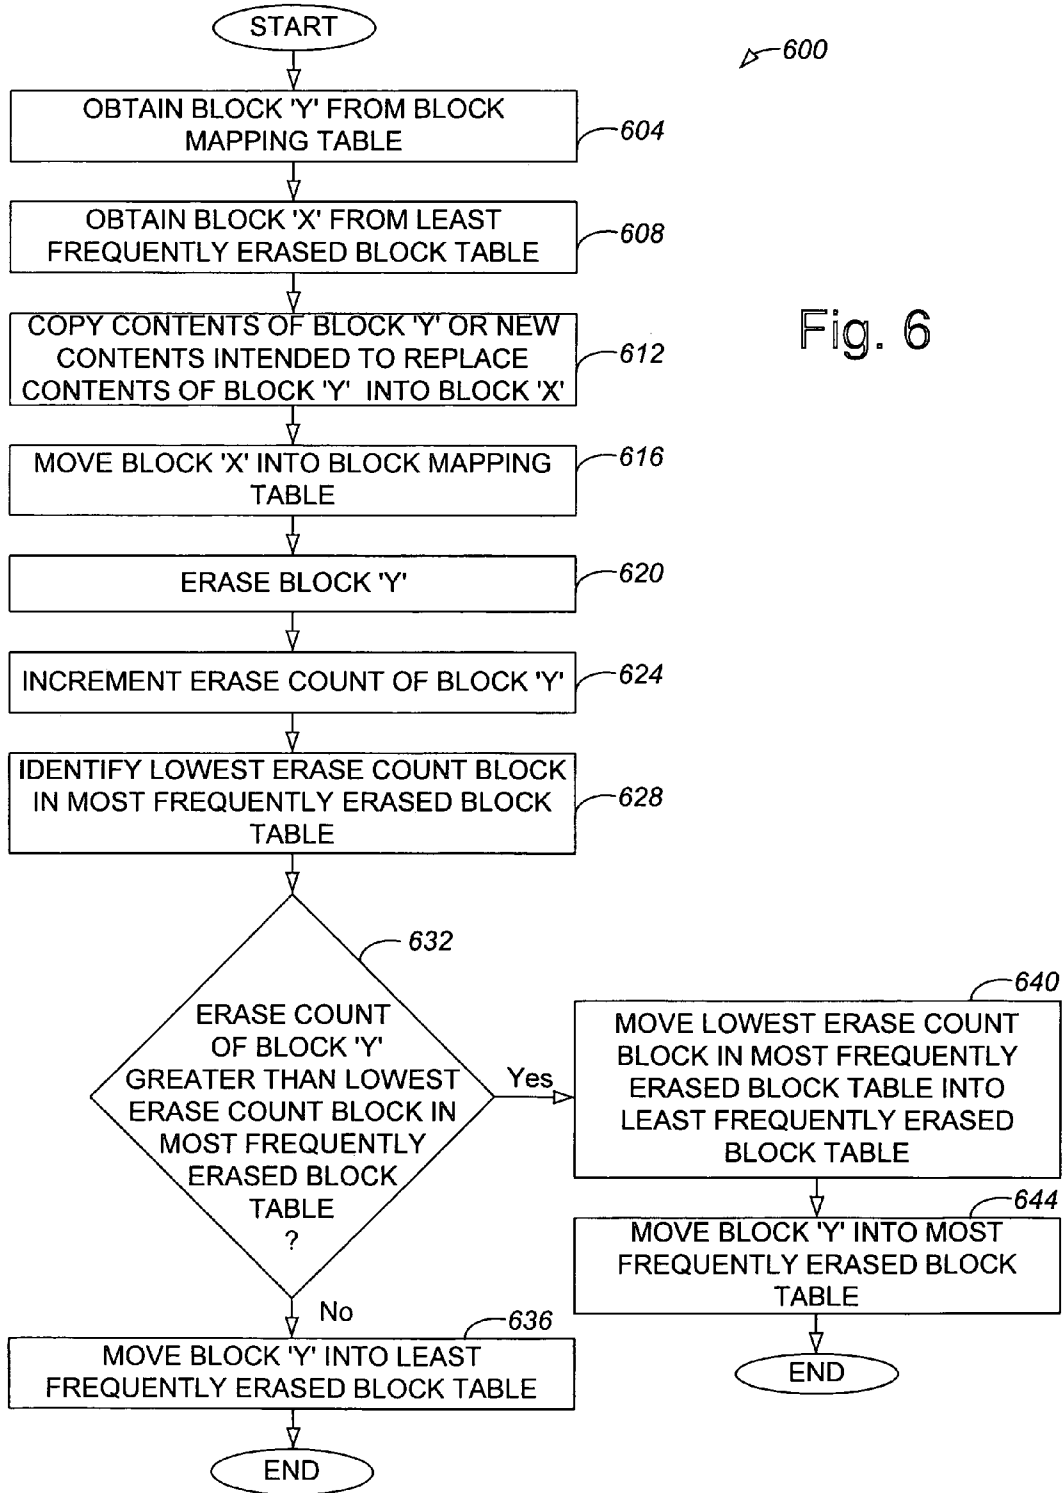 START
600
OBTAIN BLOCK 'Y' FROM BLOCK
MAPPING TABLE
604
OBTAIN BLOCK 'X' FROM LEAST
FREQUENTLY ERASED BLOCK TABLE
608
COPY CONTENTS OF BLOCK 'Y' OR NEW
CONTENTS INTENDED TO REPLACE
CONTENTS OF BLOCK 'Y' INTO BLOCK 'X'
612
Fig. 6
MOVE BLOCK 'X' INTO BLOCK MAPPING
TABLE
616
ERASE BLOCK 'Y'
620
INCREMENT ERASE COUNT OF BLOCK 'Y'
624
IDENTIFY LOWEST ERASE COUNT BLOCK
IN MOST FREQUENTLY ERASED BLOCK
TABLE
628
632
ERASE COUNT
OF BLOCK 'Y'
GREATER THAN LOWEST
ERASE COUNT BLOCK IN
MOST FREQUENTLY
ERASED BLOCK
TABLE
?
Yes
640
MOVE LOWEST ERASE COUNT
BLOCK IN MOST FREQUENTLY
ERASED BLOCK TABLE INTO
LEAST FREQUENTLY ERASED
BLOCK TABLE
644
MOVE BLOCK 'Y' INTO MOST
FREQUENTLY ERASED BLOCK
TABLE
END
No
636
MOVE BLOCK 'Y' INTO LEAST
FREQUENTLY ERASED BLOCK TABLE
END